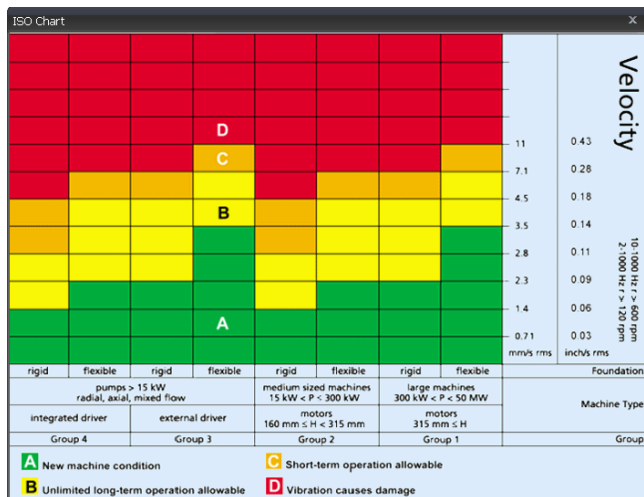 ISO Chart
X
D
C
B
A
Velocity
10-1000 Hz r > 600 rpm
2-1000 Hz r > 120 rpm
11 0.43
7.1 0.28
4.5 0.18
3.5 0.14
2.8 0.11
2.3 0.09
1.4 0.06
0.71 0.03
mm/s rms inch/s rms
rigid flexible rigid flexible rigid flexible rigid flexible Foundation
pumps > 15 kW
radial, axial, mixed flow
medium sized machines
15 kW < P ≤ 300 kW
large machines
300 kW < P < 50 MW
Machine Type
integrated driver external driver
motors
160 mm ≤ H < 315 mm
motors
315 mm ≤ H
Group 4 Group 3 Group 2 Group 1 Group
A New machine condition
C Short-term operation allowable
B Unlimited long-term operation allowable
D Vibration causes damage